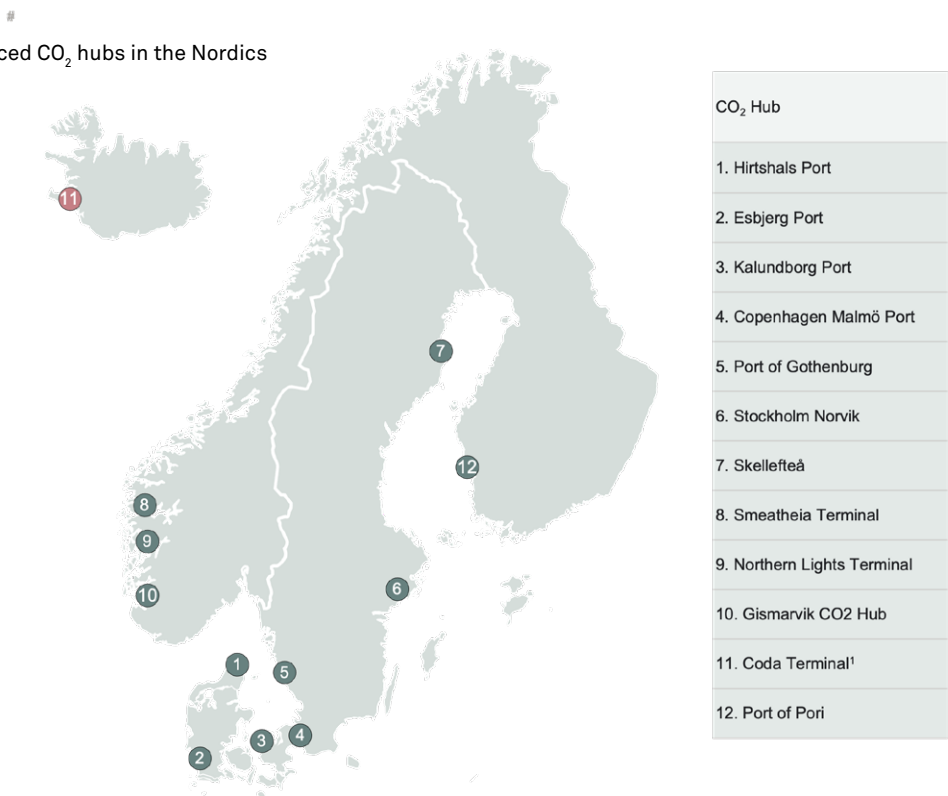 #
ced CO₂ hubs in the Nordics
CO₂ Hub
1. Hirtshals Port
2. Esbjerg Port
3. Kalundborg Port
4. Copenhagen Malmö Port
5. Port of Gothenburg
6. Stockholm Norvik
7. Skellefteå
8. Smeatheia Terminal
9. Northern Lights Terminal
10. Gismarvik CO2 Hub
11. Coda Terminal¹
12. Port of Pori
11
7
12
8
9
10
6
1
5
4
3
2